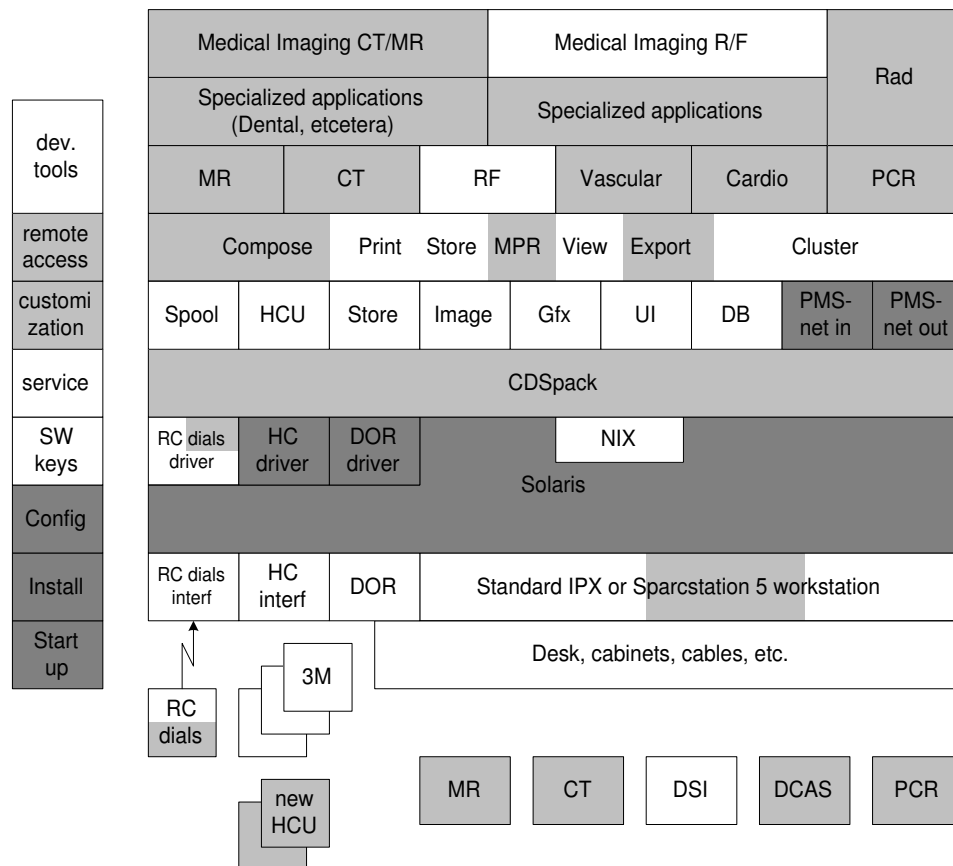 Medical Imaging CT/MR
Medical Imaging R/F
Rad
Specialized applications
(Dental, etcetera)
Specialized applications
dev.
tools
MR
CT
RF
Vascular
Cardio
PCR
remote
access
Compose
Print
Store
MPR
View
Export
Cluster
customi
zation
Spool
HCU
Store
Image
Gfx
UI
DB
PMS-
net in
PMS-
net out
service
CDSpack
SW
keys
RC dials
driver
HC
driver
DOR
driver
NIX
Solaris
Config
Install
RC dials
interf
HC
interf
DOR
Standard IPX or Sparcstation 5 workstation
Start
up
3M
Desk, cabinets, cables, etc.
RC
dials
new
HCU
MR
CT
DSI
DCAS
PCR